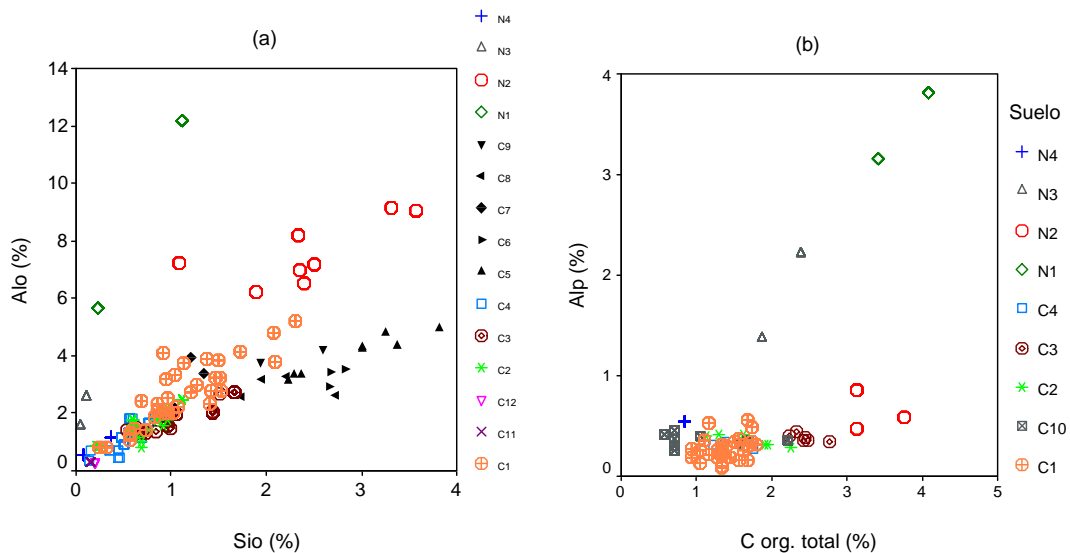 (a)
Alo (%)
14
12
10
8
6
4
2
0
0
1
2
3
4
Sio (%)
N4
N3
N2
N1
C9
C8
C7
C6
C5
C4
C3
C2
C12
C11
C1
(b)
Alp (%)
4
3
2
1
0
0
1
2
3
4
5
C org. total (%)
Suelo
N4
N3
N2
N1
C4
C3
C2
C10
C1